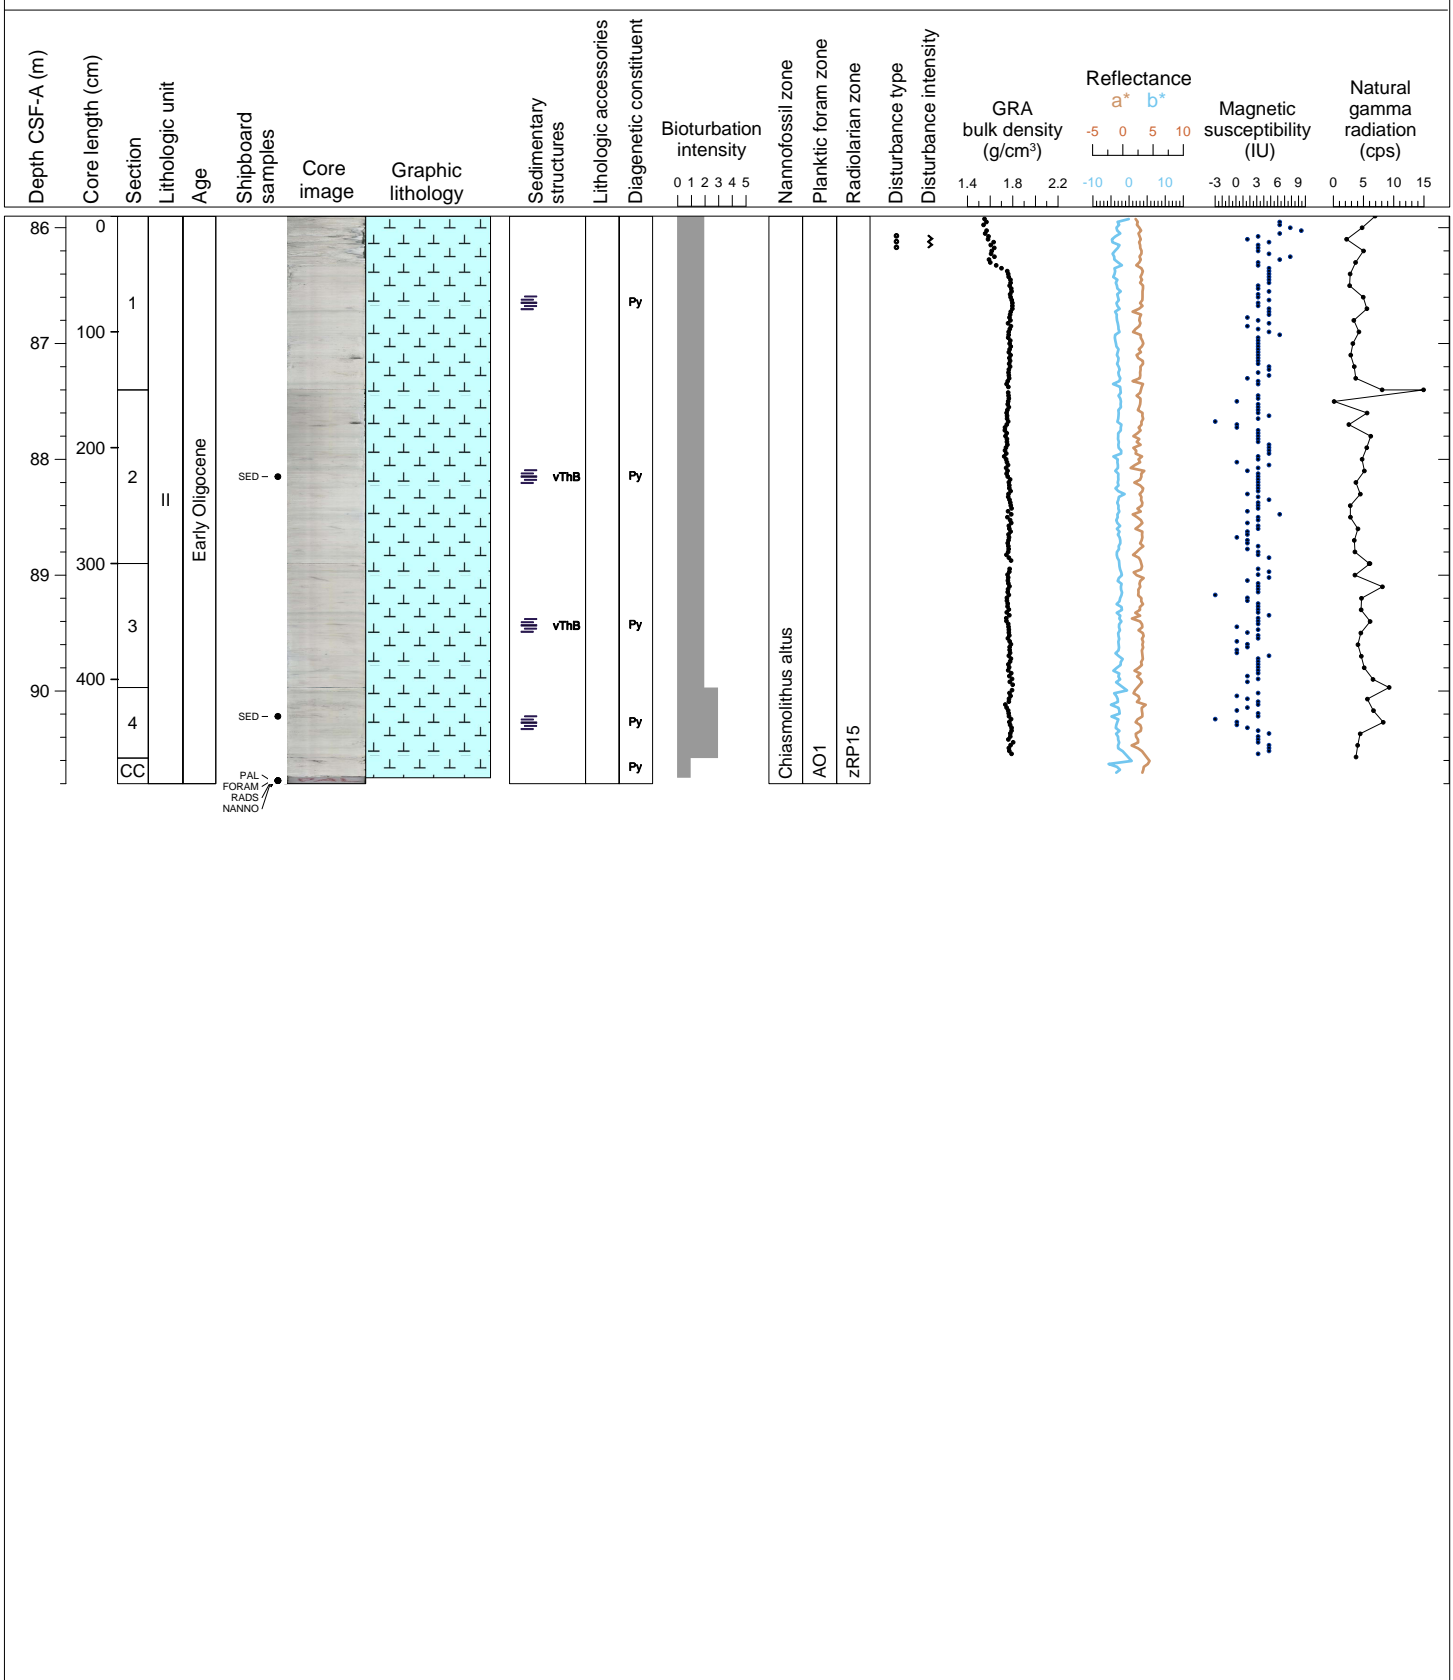 Depth CSF-A (m)
Core length (cm)
Section
Lithologic unit
Age
Shipboard
samples
Core
image
Graphic
lithology
Sedimentary
structures
Lithologic accessories
Diagenetic constituent
Bioturbation
intensity
0 1 2 3 4 5
Nannofossil zone
Planktic foram zone
Radiolarian zone
Disturbance type
Disturbance intensity
GRA
bulk density
(g/cm³)
1.4 1.8 2.2
Reflectance
a* b*
-5 0 5 10
-10 0 10
Magnetic
susceptibility
(IU)
-3 0 3 6 9
Natural
gamma
radiation
(cps)
0 5 10 15
86
87
88
89
90
0
100
200
300
400
1
2
3
4
CC
II
Early Oligocene
SED
SED
PAL
FORAM
RADS
NANNO
vThB
vThB
Py
Py
Py
Py
Py
Chiasmolithus altus
AO1
zRP15